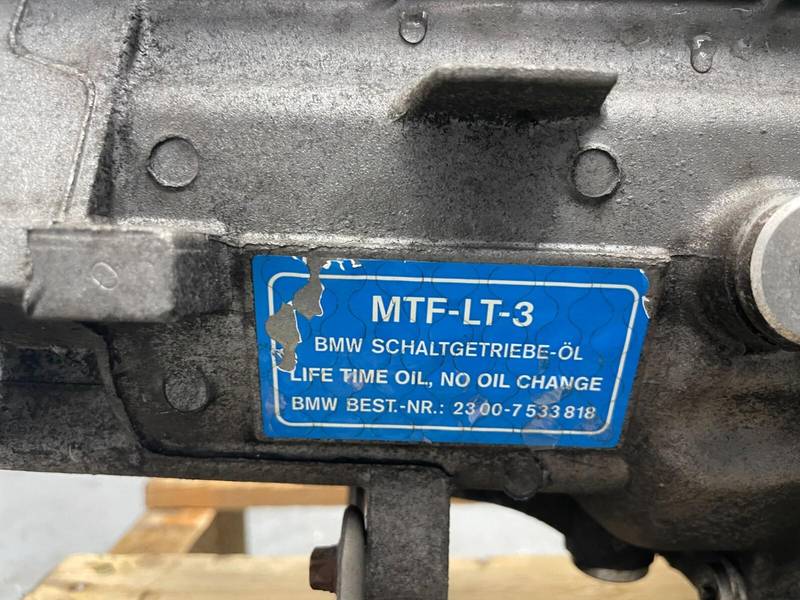 MTF-LT-3
BMW SCHALTGETRIEBE-ÖL
LIFE TIME OIL, NO OIL CHANGE
BMW BEST.-NR.: 23 00-7 533 818